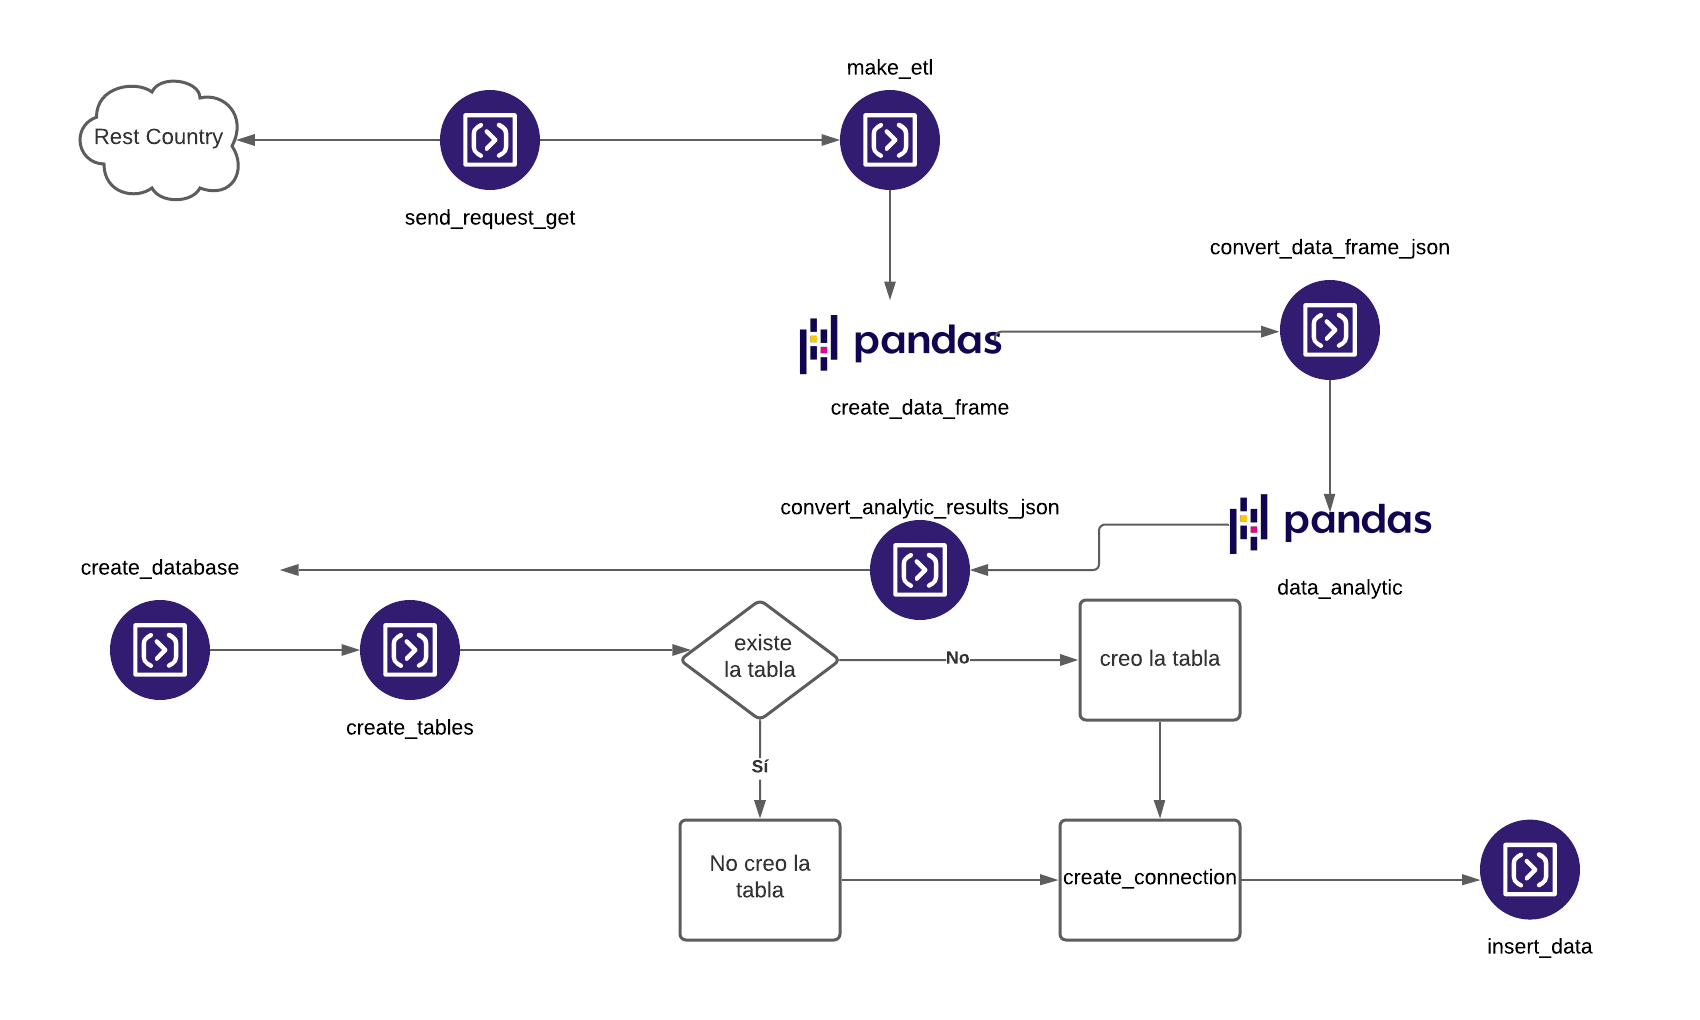 make_etl
Rest Country
send_request_get
convert_data_frame_json
pandas
create_data_frame
convert_analytic_results_json
pandas
create_database
data_analytic
existe
la tabla
No
creo la tabla
create_tables
Sí
No creo la
tabla
create_connection
insert_data